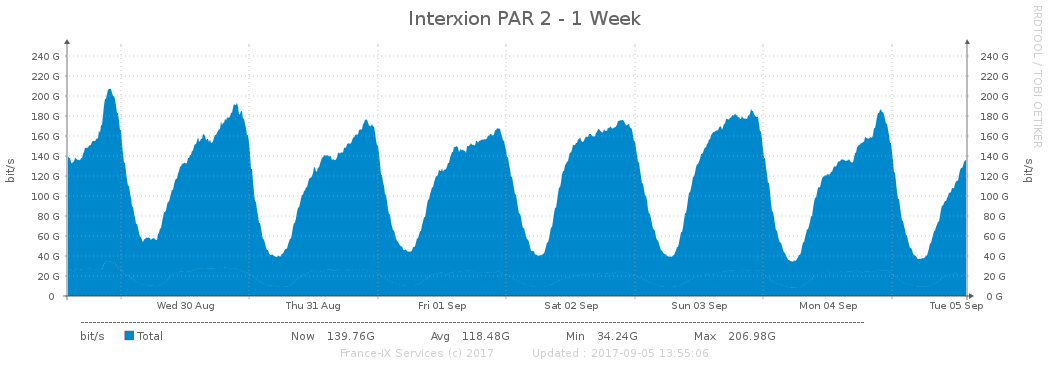 Interxion PAR 2 - 1 Week
RRDTOOL / TOBI OETIKER
240 G 240 G
220 G 220 G
200 G 200 G
180 G 180 G
160 G 160 G
140 G 140 G
120 G 120 G
100 G 100 G
80 G 80 G
60 G 60 G
40 G 40 G
20 G 20 G
0 0 G
bit/s bit/s
Wed 30 Aug Thu 31 Aug Fri 01 Sep Sat 02 Sep Sun 03 Sep Mon 04 Sep Tue 05 Sep
bit/s Total Now 139.76G Avg 118.48G Min 34.24G Max 206.98G
France-IX Services (c) 2017 Updated : 2017-09-05 13:55:06